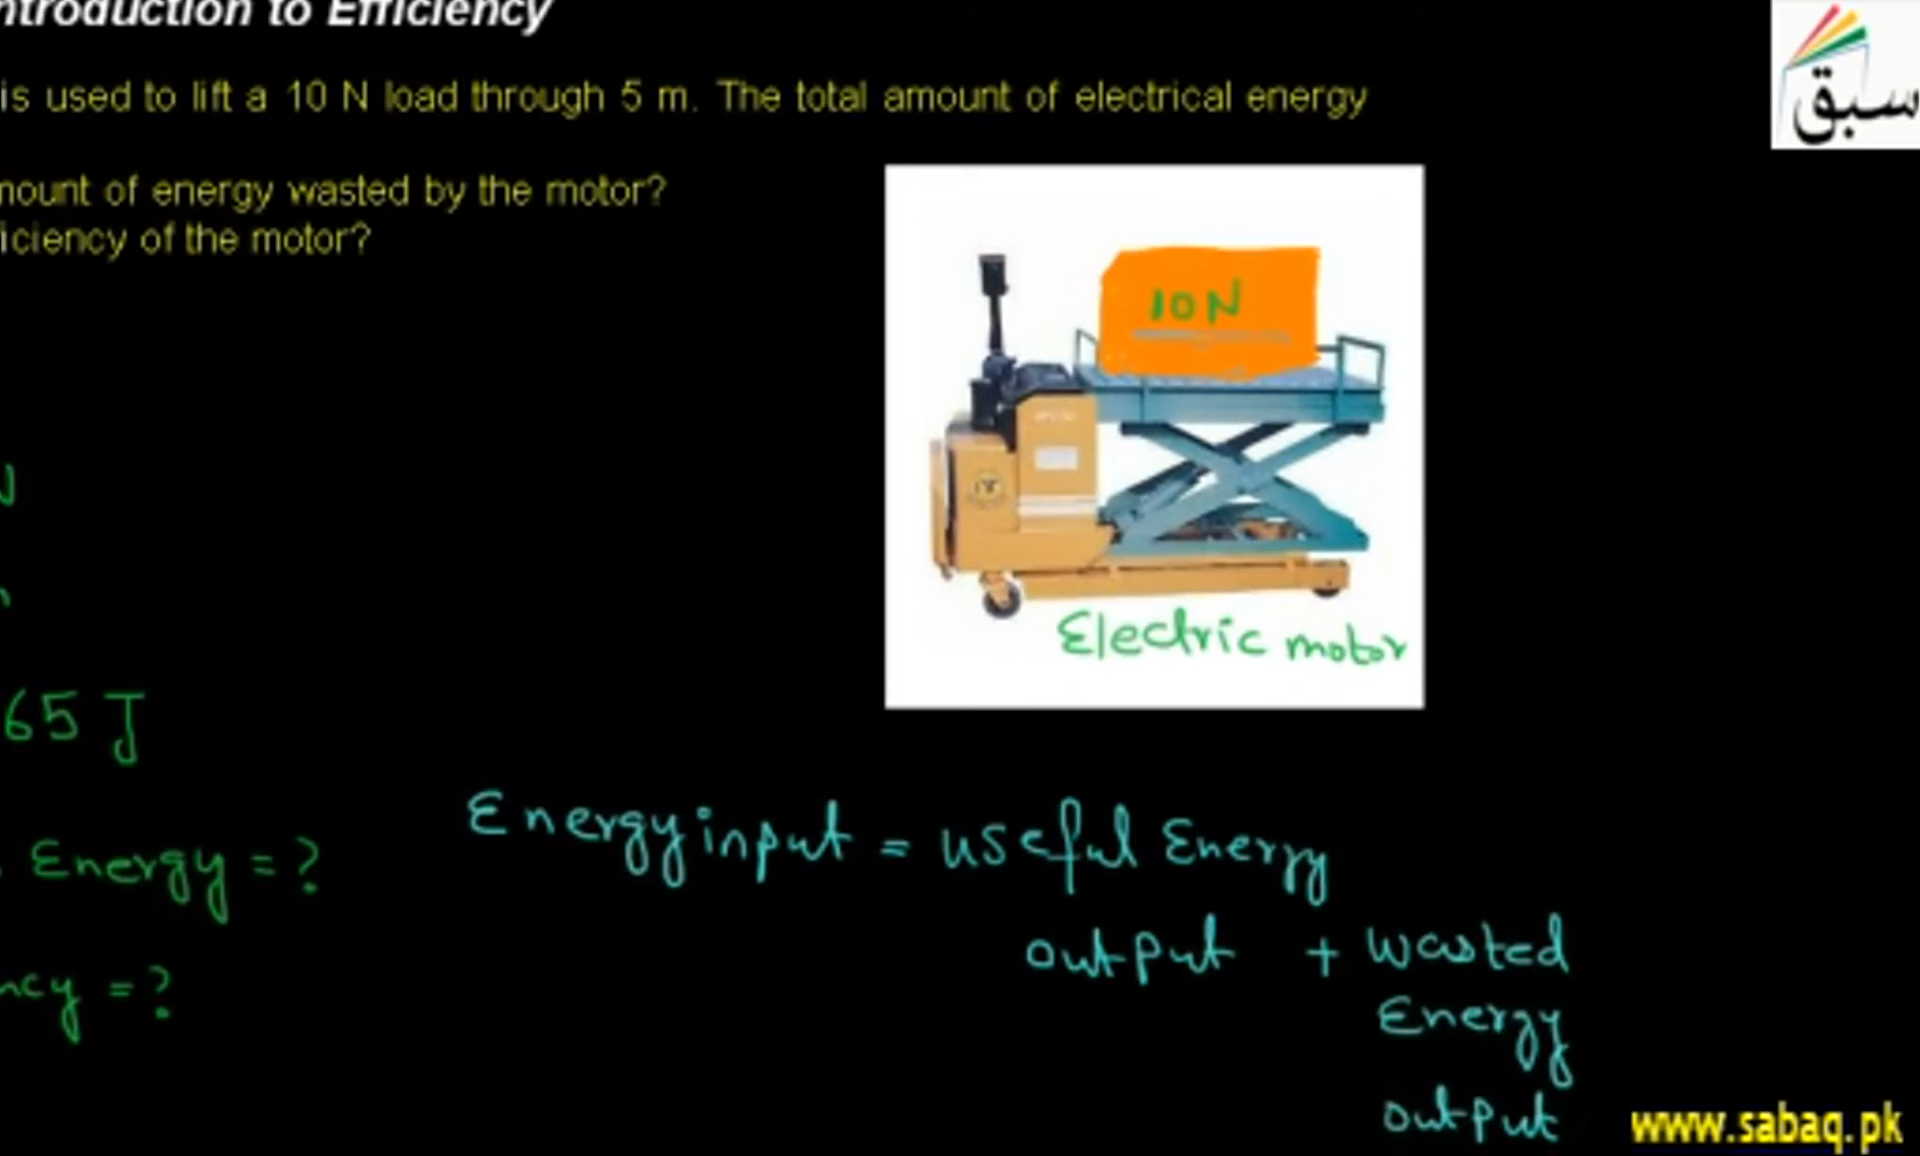 ntroduction to Efficiency
is used to lift a 10 N load through 5 m. The total amount of electrical energy
mount of energy wasted by the motor?
iciency of the motor?
سبق
10 N
N
Electric motor
65 J
Energy = ?
Energy input = useful Energy
output + wasted
Energy
output
ncy = ?
www.sabaq.pk